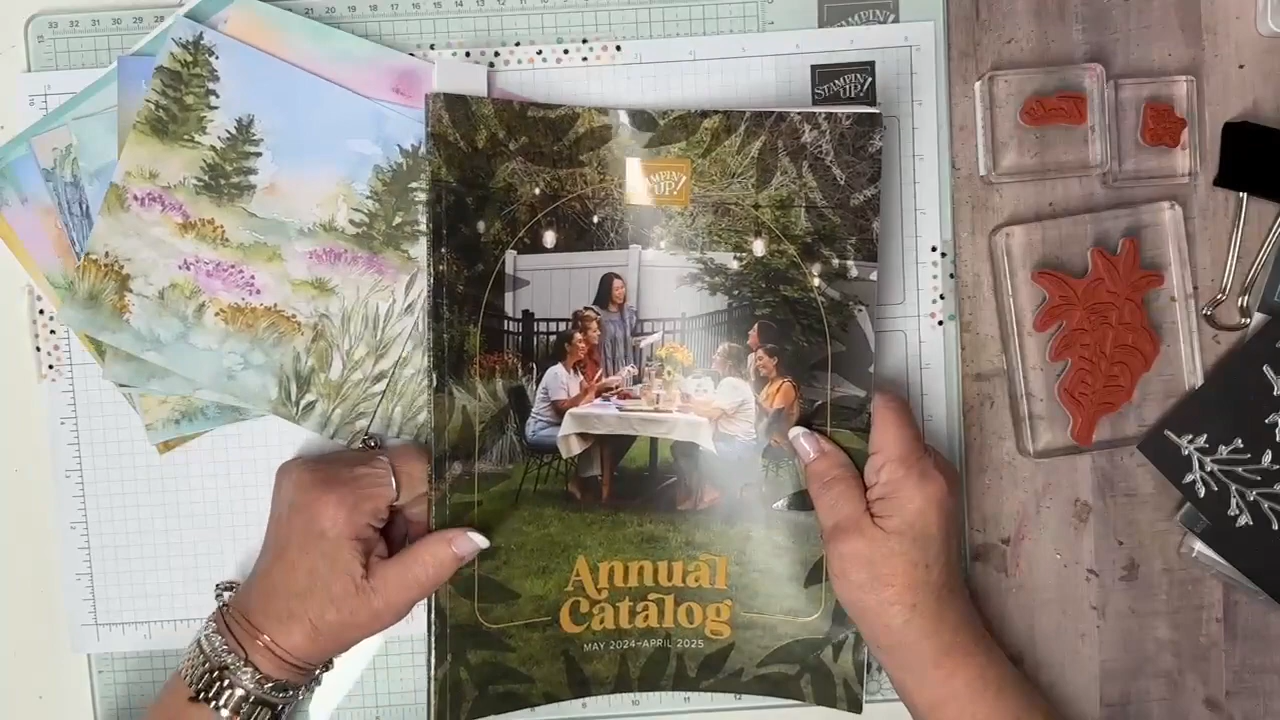 STAMPIN'
STAMPIN'
UP!
STAMPIN'
UP!
Annual
Catalog
MAY 2024–APRIL 2025